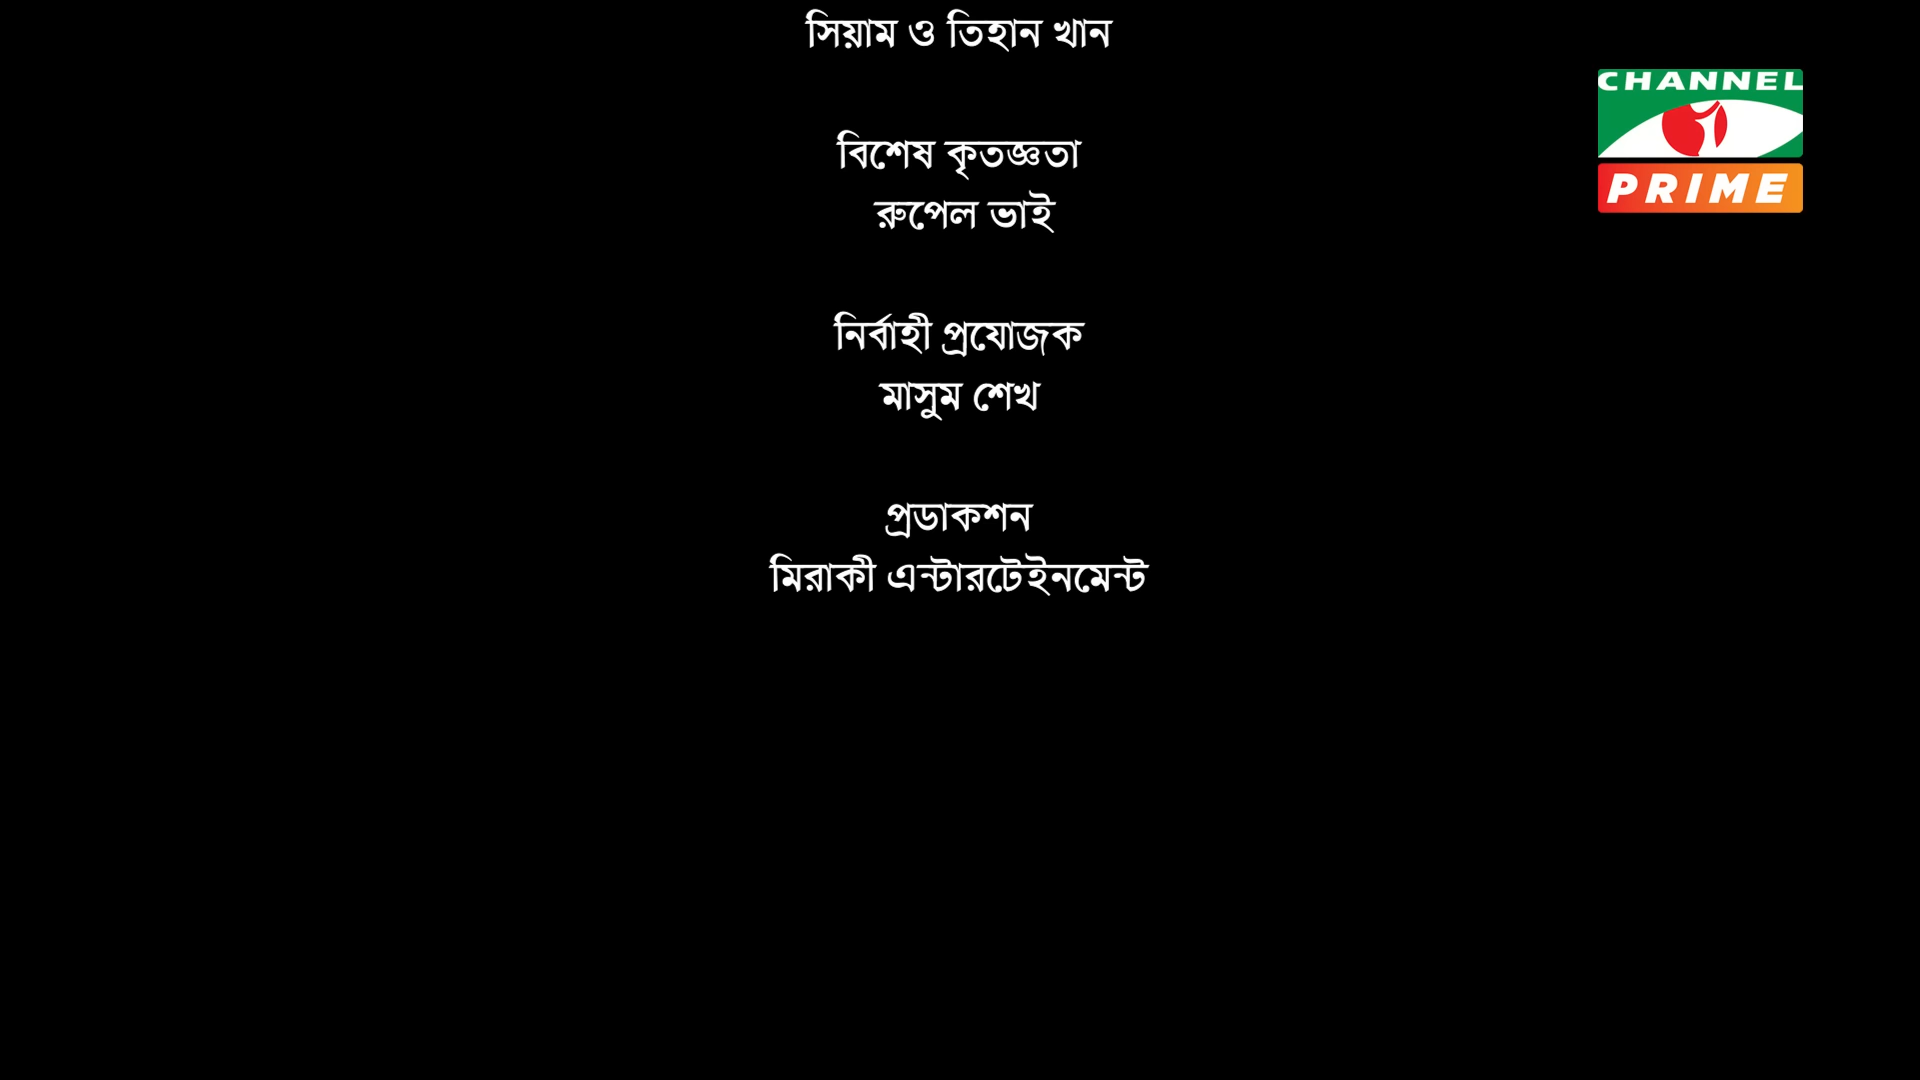 সিয়াম ও তিহান খান
CHANNEL
PRIME
বিশেষ কৃতজ্ঞতা
রুপেল ভাই
নির্বাহী প্রযোজক
মাসুম শেখ
প্রডাকশন
মিরাকী এন্টারটেইনমেন্ট